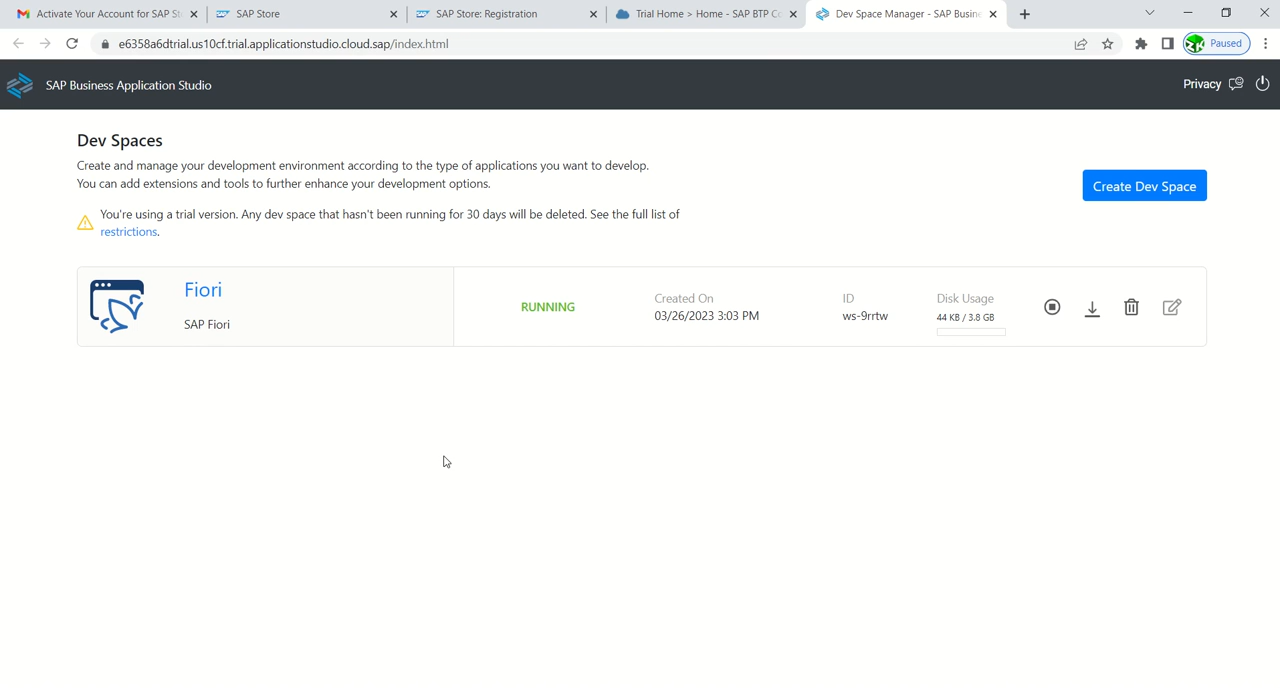 Activate Your Account for SAP St
SAP Store
SAP Store: Registration
Trial Home > Home - SAP BTP Co
Dev Space Manager - SAP Busine
e6358a6dtrial.us10cf.trial.applicationstudio.cloud.sap/index.html
Paused
SAP Business Application Studio
Privacy
Dev Spaces
Create and manage your development environment according to the type of applications you want to develop.
You can add extensions and tools to further enhance your development options.
Create Dev Space
You're using a trial version. Any dev space that hasn't been running for 30 days will be deleted. See the full list of
restrictions.
Fiori
SAP Fiori
RUNNING
Created On
03/26/2023 3:03 PM
ID
ws-9rrtw
Disk Usage
44 KB / 3.8 GB